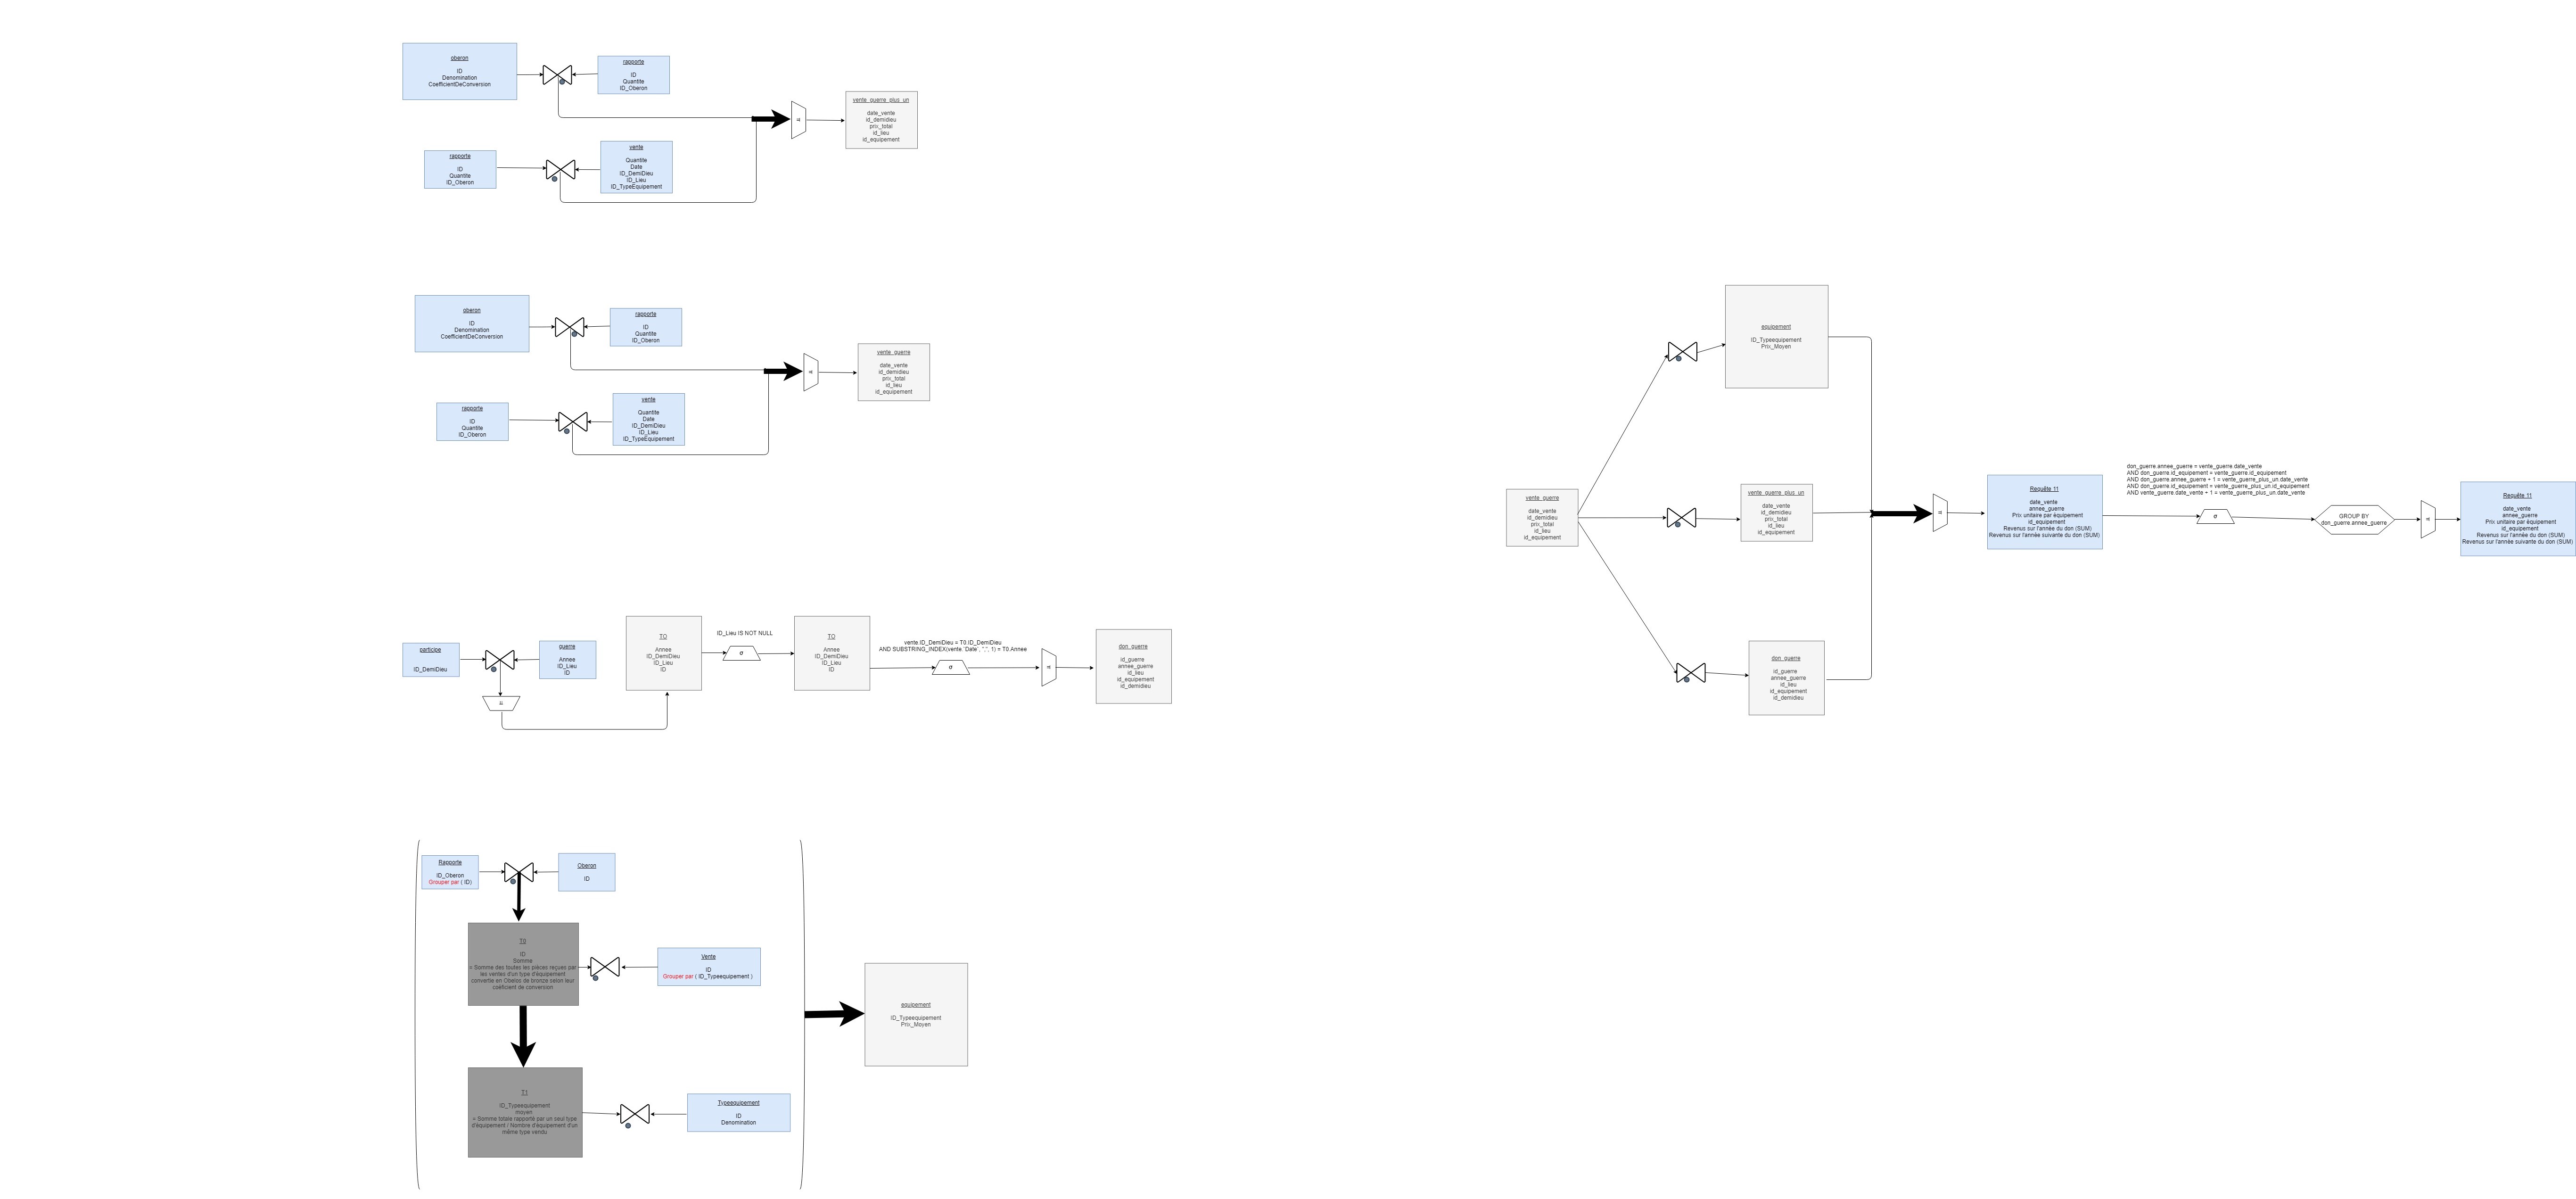 oberon
ID
Denomination
CoefficientDeConversion
rapporte
ID
Quantite
ID_Oberon
rapporte
ID
Quantite
ID_Oberon
vente
Quantite
Date
ID_DemiDieu
ID_Lieu
ID_TypeEquipement
vente_guerre_plus_un
date_vente
id_demidieu
prix_total
id_lieu
id_equipement
oberon
ID
Denomination
CoefficientDeConversion
rapporte
ID
Quantite
ID_Oberon
rapporte
ID
Quantite
ID_Oberon
vente
Quantite
Date
ID_DemiDieu
ID_Lieu
ID_TypeEquipement
vente_guerre
date_vente
id_demidieu
prix_total
id_lieu
id_equipement
participe
ID_DemiDieu
guerre
Annee
ID_Lieu
ID
TO
Annee
ID_DemiDieu
ID_Lieu
ID
ID_Lieu IS NOT NULL
σ
TO
Annee
ID_DemiDieu
ID_Lieu
ID
vente.ID_DemiDieu = T0.ID_DemiDieu
AND SUBSTRING_INDEX(vente.`Date`, ",", 1) = T0.Annee
σ
don_guerre
id_guerre
annee_guerre
id_lieu
id_equipement
id_demidieu
Rapporte
ID_Oberon
Grouper par ( ID)
Oberon
ID
T0
ID
Somme
= Somme des toutes les pièces reçues par
les ventes d'un type d'équipement
convertie en Oberos de bronze selon leur
coéficient de conversion
Vente
ID
Grouper par ( ID_Typeequipement )
T1
ID_Typeequipement
moyen
= Somme totale rapporté par un seul type
d'équipement / Nombre d'équipement d'un
même type vendu
Typeequipement
ID
Denomination
equipement
ID_Typeequipement
Prix_Moyen
vente_guerre
date_vente
id_demidieu
prix_total
id_lieu
id_equipement
equipement
ID_Typeequipement
Prix_Moyen
vente_guerre_plus_un
date_vente
id_demidieu
prix_total
id_lieu
id_equipement
don_guerre
id_guerre
annee_guerre
id_lieu
id_equipement
id_demidieu
Requête 11
date_vente
annee_guerre
Prix unitaire par équipement
id_equipement
Revenus sur l'année du don (SUM)
Revenus sur l'année suivante du don (SUM)
don_guerre.annee_guerre = vente_guerre.date_vente
AND don_guerre.id_equipement = vente_guerre.id_equipement
AND don_guerre.annee_guerre + 1 = vente_guerre_plus_un.date_vente
AND don_guerre.id_equipement = vente_guerre_plus_un.id_equipement
AND vente_guerre.date_vente + 1 = vente_guerre_plus_un.date_vente
σ
GROUP BY
don_guerre.annee_guerre
Requête 11
date_vente
annee_guerre
Prix unitaire par équipement
id_equipement
Revenus sur l'année du don (SUM)
Revenus sur l'année suivante du don (SUM)